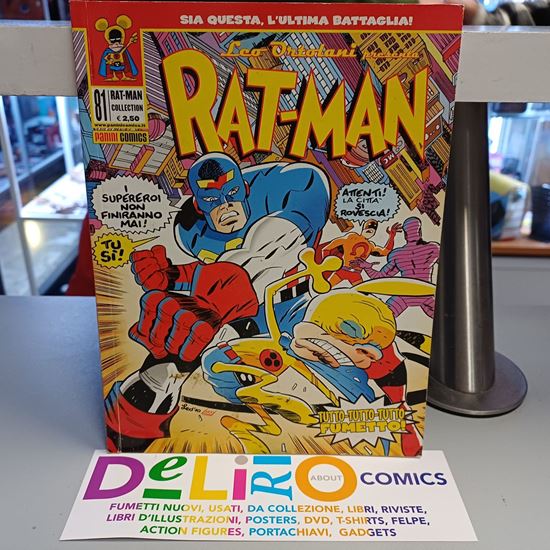 SIA QUESTA, L'ULTIMA BATTAGLIA!
Leo Ortolani
presenta
RAT-MAN
81
RAT-MAN
COLLECTION
€ 2,50
PANINI COMICS
I
SUPEREROI
NON
FINIRANNO
MAI!
TU
SÌ!
ATTENTI!
LA CITTÀ
SI
ROVESCIA!
TUTTO-TUTTO-TUTTO
FUMETTO!
DeLiRiO
ABOUT
COMICS
FUMETTI NUOVI, USATI, DA COLLEZIONE, LIBRI, RIVISTE,
LIBRI D'ILLUSTRAZIONI, POSTERS, DVD, T-SHIRTS, FELPE,
ACTION FIGURES, PORTACHIAVI, GADGETS